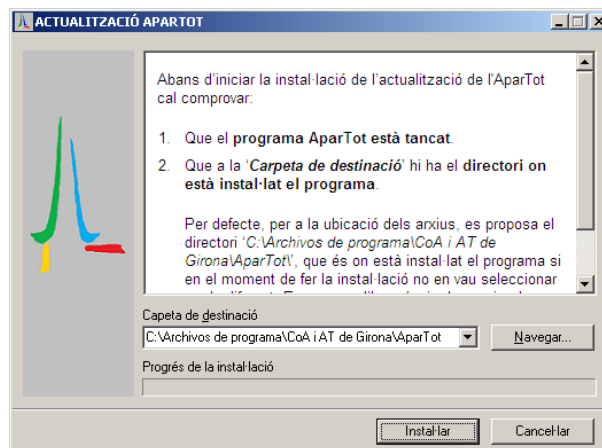 ACTUALITZACIÓ APARTOT
Abans d'iniciar la instal·lació de l'actualització de l'AparTot
cal comprovar:
1. Que el programa AparTot està tancat.
2. Que a la 'Carpeta de destinació' hi ha el directori on
està instal·lat el programa.
Per defecte, per a la ubicació dels arxius, es proposa el
directori 'C:\Archivos de programa\CoA i AT de
Girona\AparTot\', que és on està instal·lat el programa si
en el moment de fer la instal·lació no en vau seleccionar
Capeta de destinació
C:\Archivos de programa\CoA i AT de Girona\AparTot
Navegar...
Progrés de la instal·lació
Instal·lar
Cancel·lar